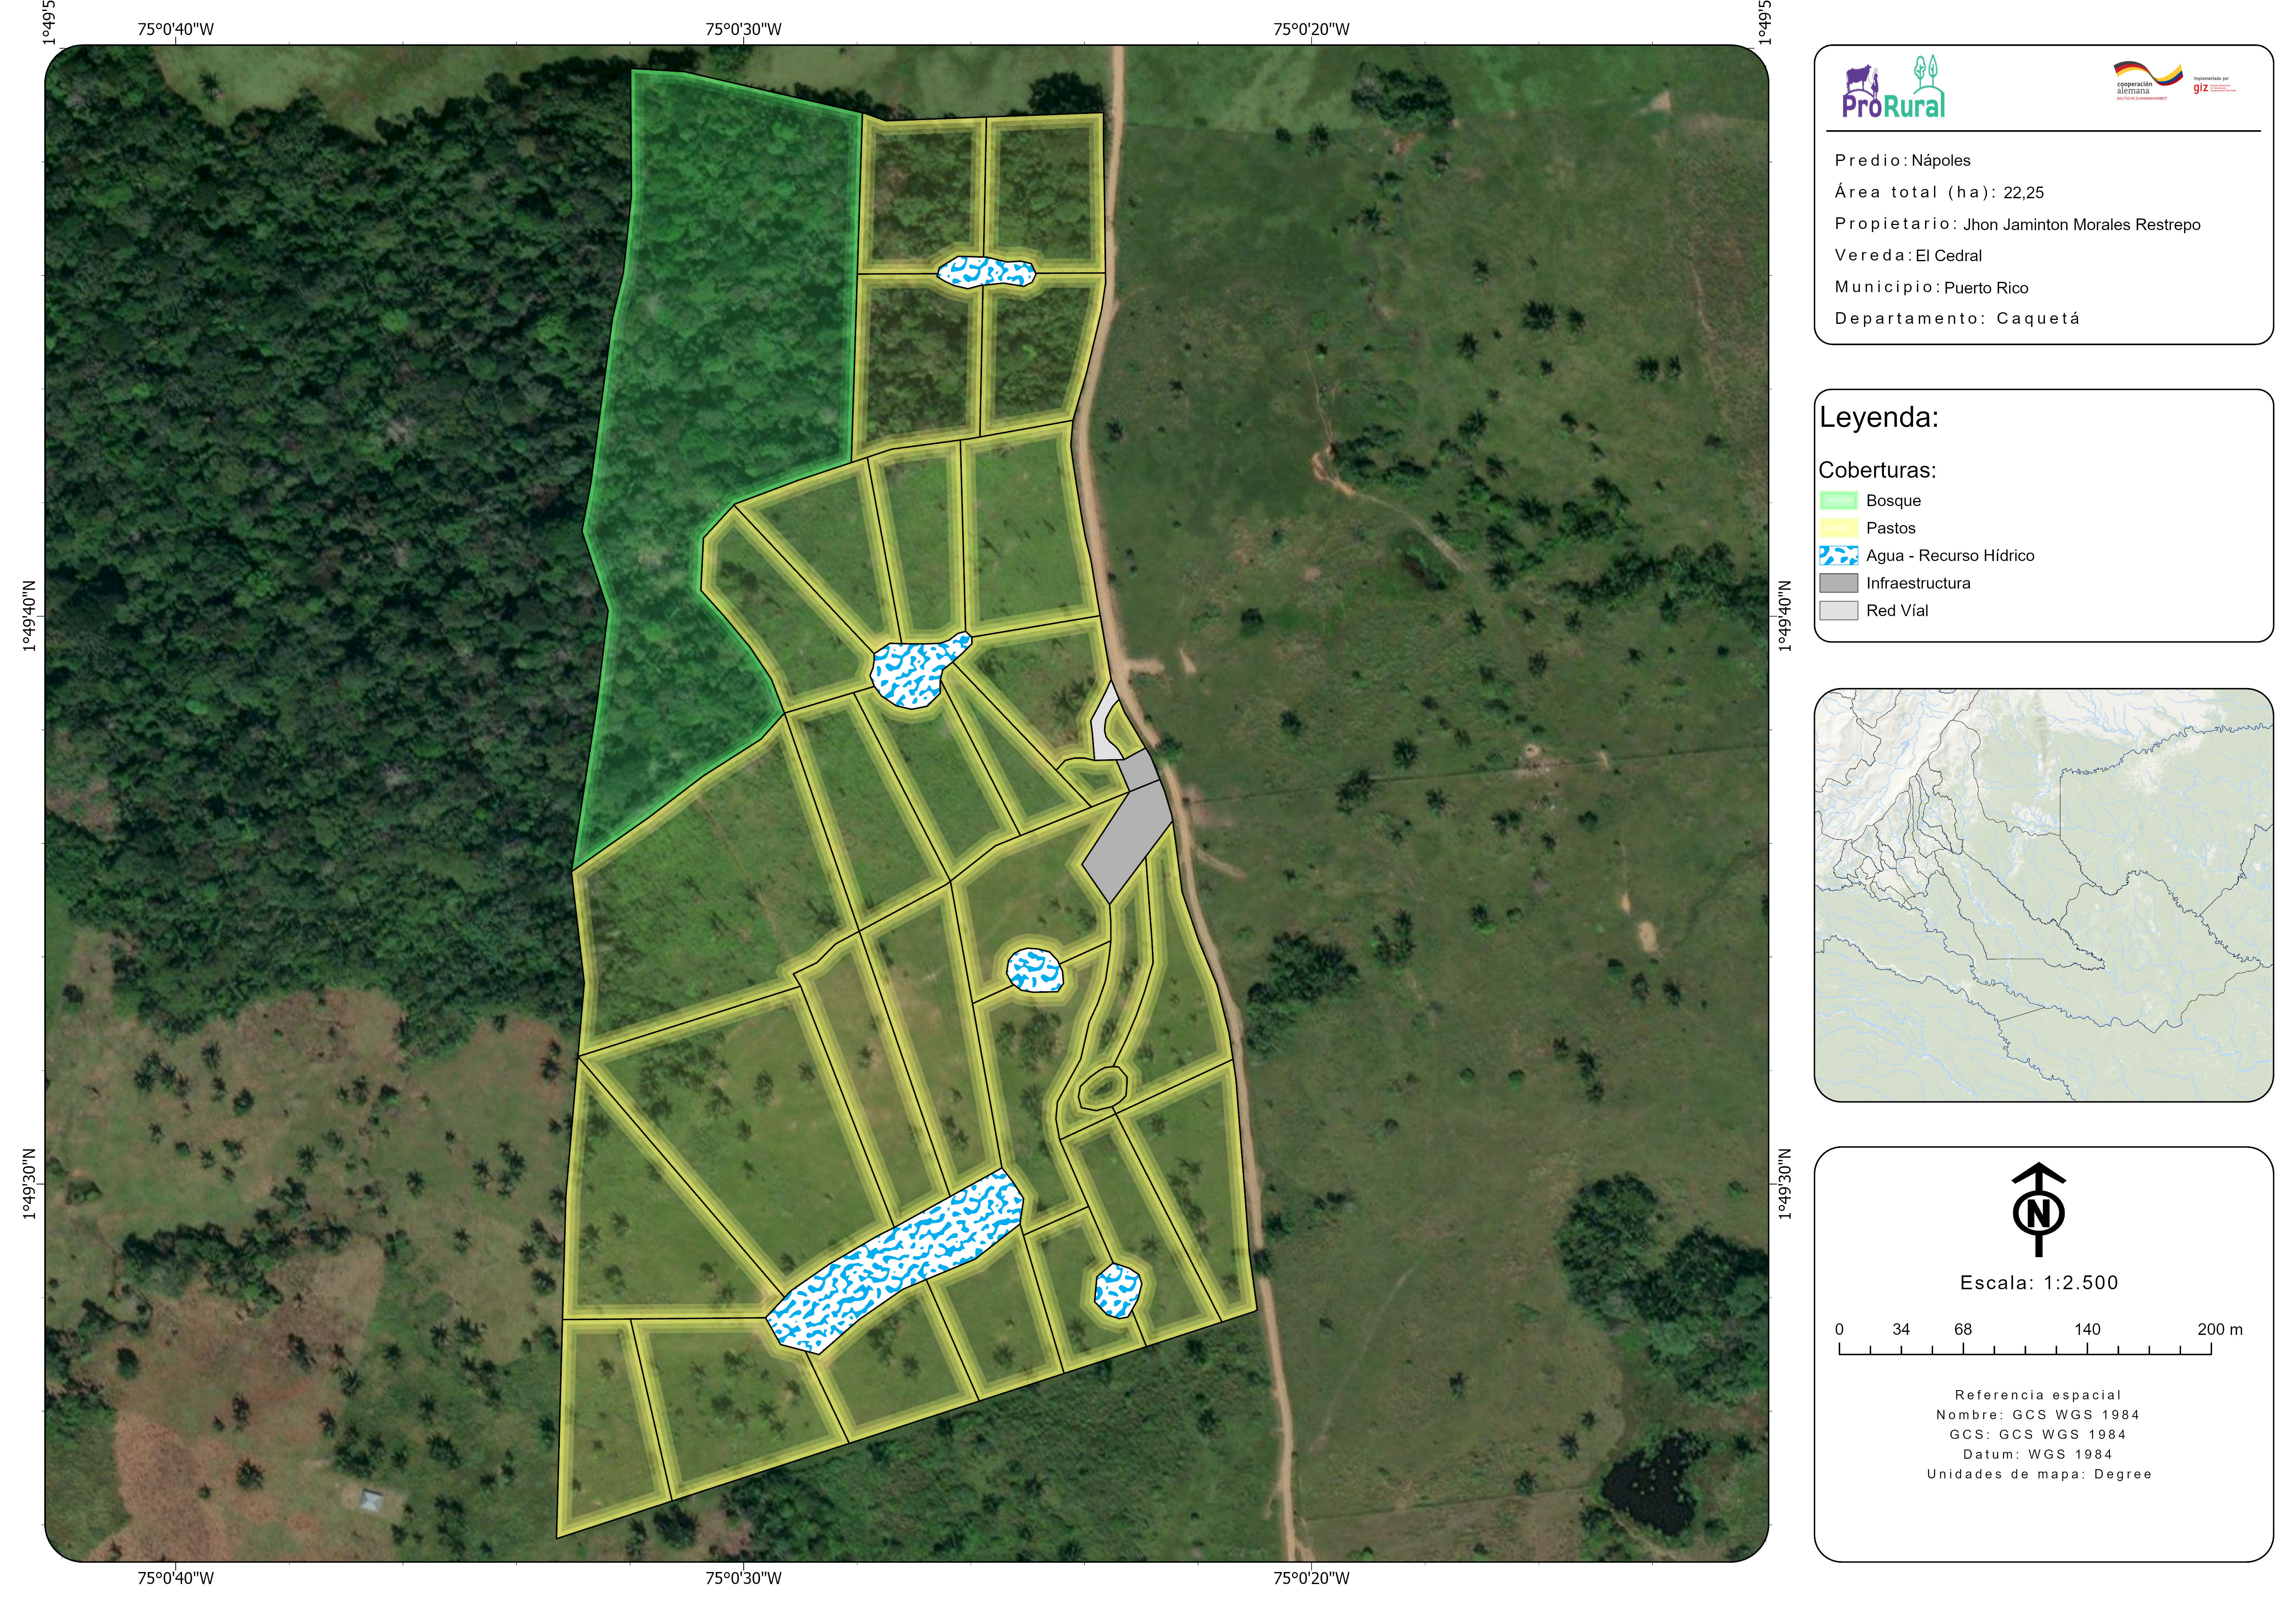 75°0'40"W
75°0'30"W
75°0'20"W
1°49'5
1°49'5
1°49'40"N
1°49'40"N
1°49'30"N
1°49'30"N
75°0'40"W
75°0'30"W
75°0'20"W
ProRural
cooperación
alemana
DEUTSCHE ZUSAMMENARBEIT
Implementada por
giz
Predio: Nápoles
Área total (ha): 22,25
Propietario: Jhon Jaminton Morales Restrepo
Vereda: El Cedral
Municipio: Puerto Rico
Departamento: Caquetá
Leyenda:
Coberturas:
Bosque
Pastos
Agua - Recurso Hídrico
Infraestructura
Red Víal
N
Escala: 1:2.500
0 34 68 140 200 m
Referencia espacial
Nombre: GCS WGS 1984
GCS: GCS WGS 1984
Datum: WGS 1984
Unidades de mapa: Degree